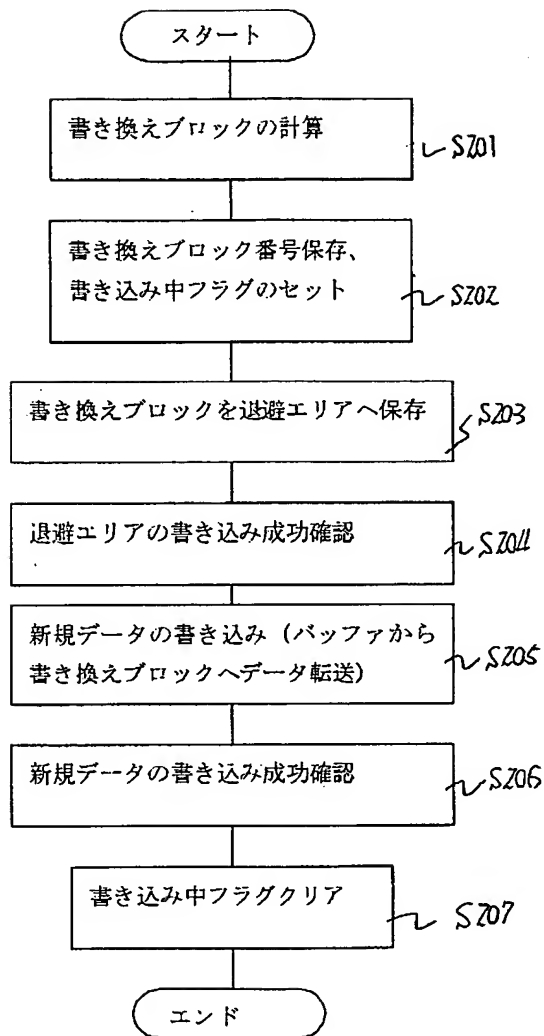 スタート
書き換えブロックの計算
S201
書き換えブロック番号保存、
書き込み中フラグのセット
S202
書き換えブロックを退避エリアへ保存
S203
退避エリアの書き込み成功確認
S204
新規データの書き込み（バッファから
書き換えブロックへデータ転送）
S205
新規データの書き込み成功確認
S206
書き込み中フラグクリア
S207
エンド